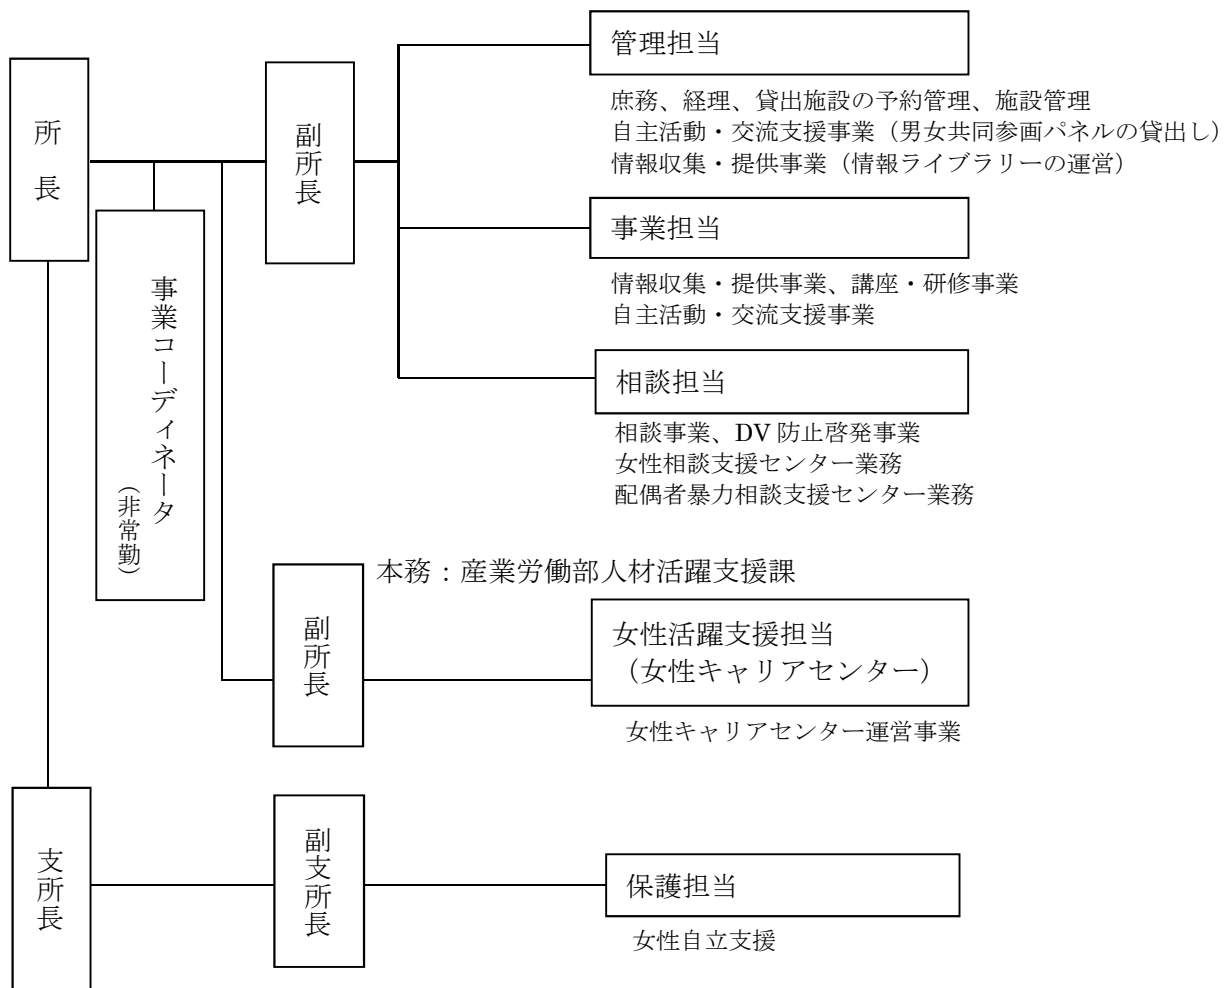 所長
事業コーディネータ
（非常勤）
副所長
管理担当
庶務、経理、貸出施設の予約管理、施設管理
自主活動・交流支援事業（男女共同参画パネルの貸出し）
情報収集・提供事業（情報ライブラリーの運営）
事業担当
情報収集・提供事業、講座・研修事業
自主活動・交流支援事業
相談担当
相談事業、DV 防止啓発事業
女性相談支援センター業務
配偶者暴力相談支援センター業務
副所長
本務：産業労働部人材活躍支援課
女性活躍支援担当
（女性キャリアセンター）
女性キャリアセンター運営事業
支所長
副支所長
保護担当
女性自立支援